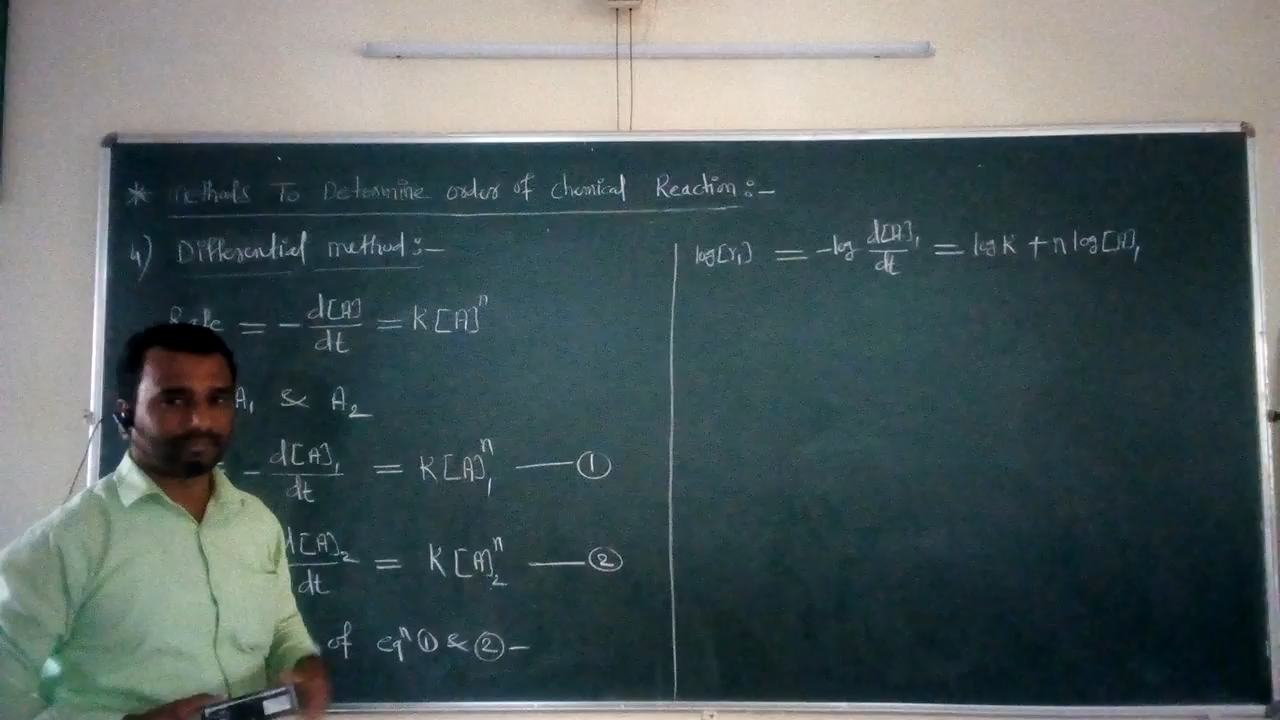 * Methods To Determine order of Chemical Reaction :-
4) Differential method :-
Rate = - d[A]/dt = K[A]^n
A₁ & A₂
- d[A]₁/dt = K[A]₁^n —— ①
d[A]₂/dt = K[A]₂^n —— ②
of eqⁿ ① & ② -
log[r₁] = -log d[A]₁/dt = log K + n log[A]₁